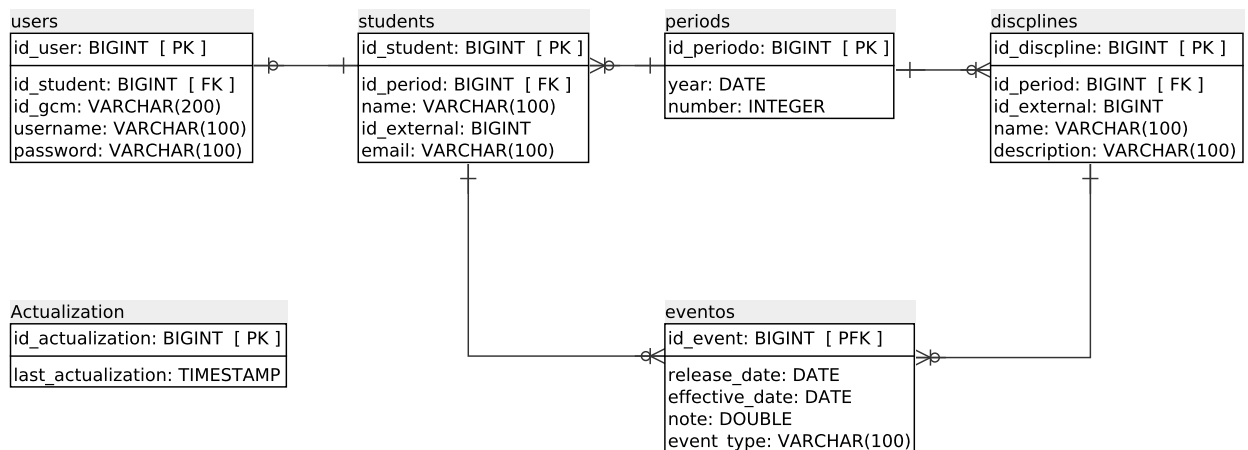 users
id_user: BIGINT [ PK ]
id_student: BIGINT [ FK ]
id_gcm: VARCHAR(200)
username: VARCHAR(100)
password: VARCHAR(100)
students
id_student: BIGINT [ PK ]
id_period: BIGINT [ FK ]
name: VARCHAR(100)
id_external: BIGINT
email: VARCHAR(100)
periods
id_periodo: BIGINT [ PK ]
year: DATE
number: INTEGER
discplines
id_discpline: BIGINT [ PK ]
id_period: BIGINT [ FK ]
id_external: BIGINT
name: VARCHAR(100)
description: VARCHAR(100)
Actualization
id_actualization: BIGINT [ PK ]
last_actualization: TIMESTAMP
eventos
id_event: BIGINT [ PFK ]
release_date: DATE
effective_date: DATE
note: DOUBLE
event_type: VARCHAR(100)